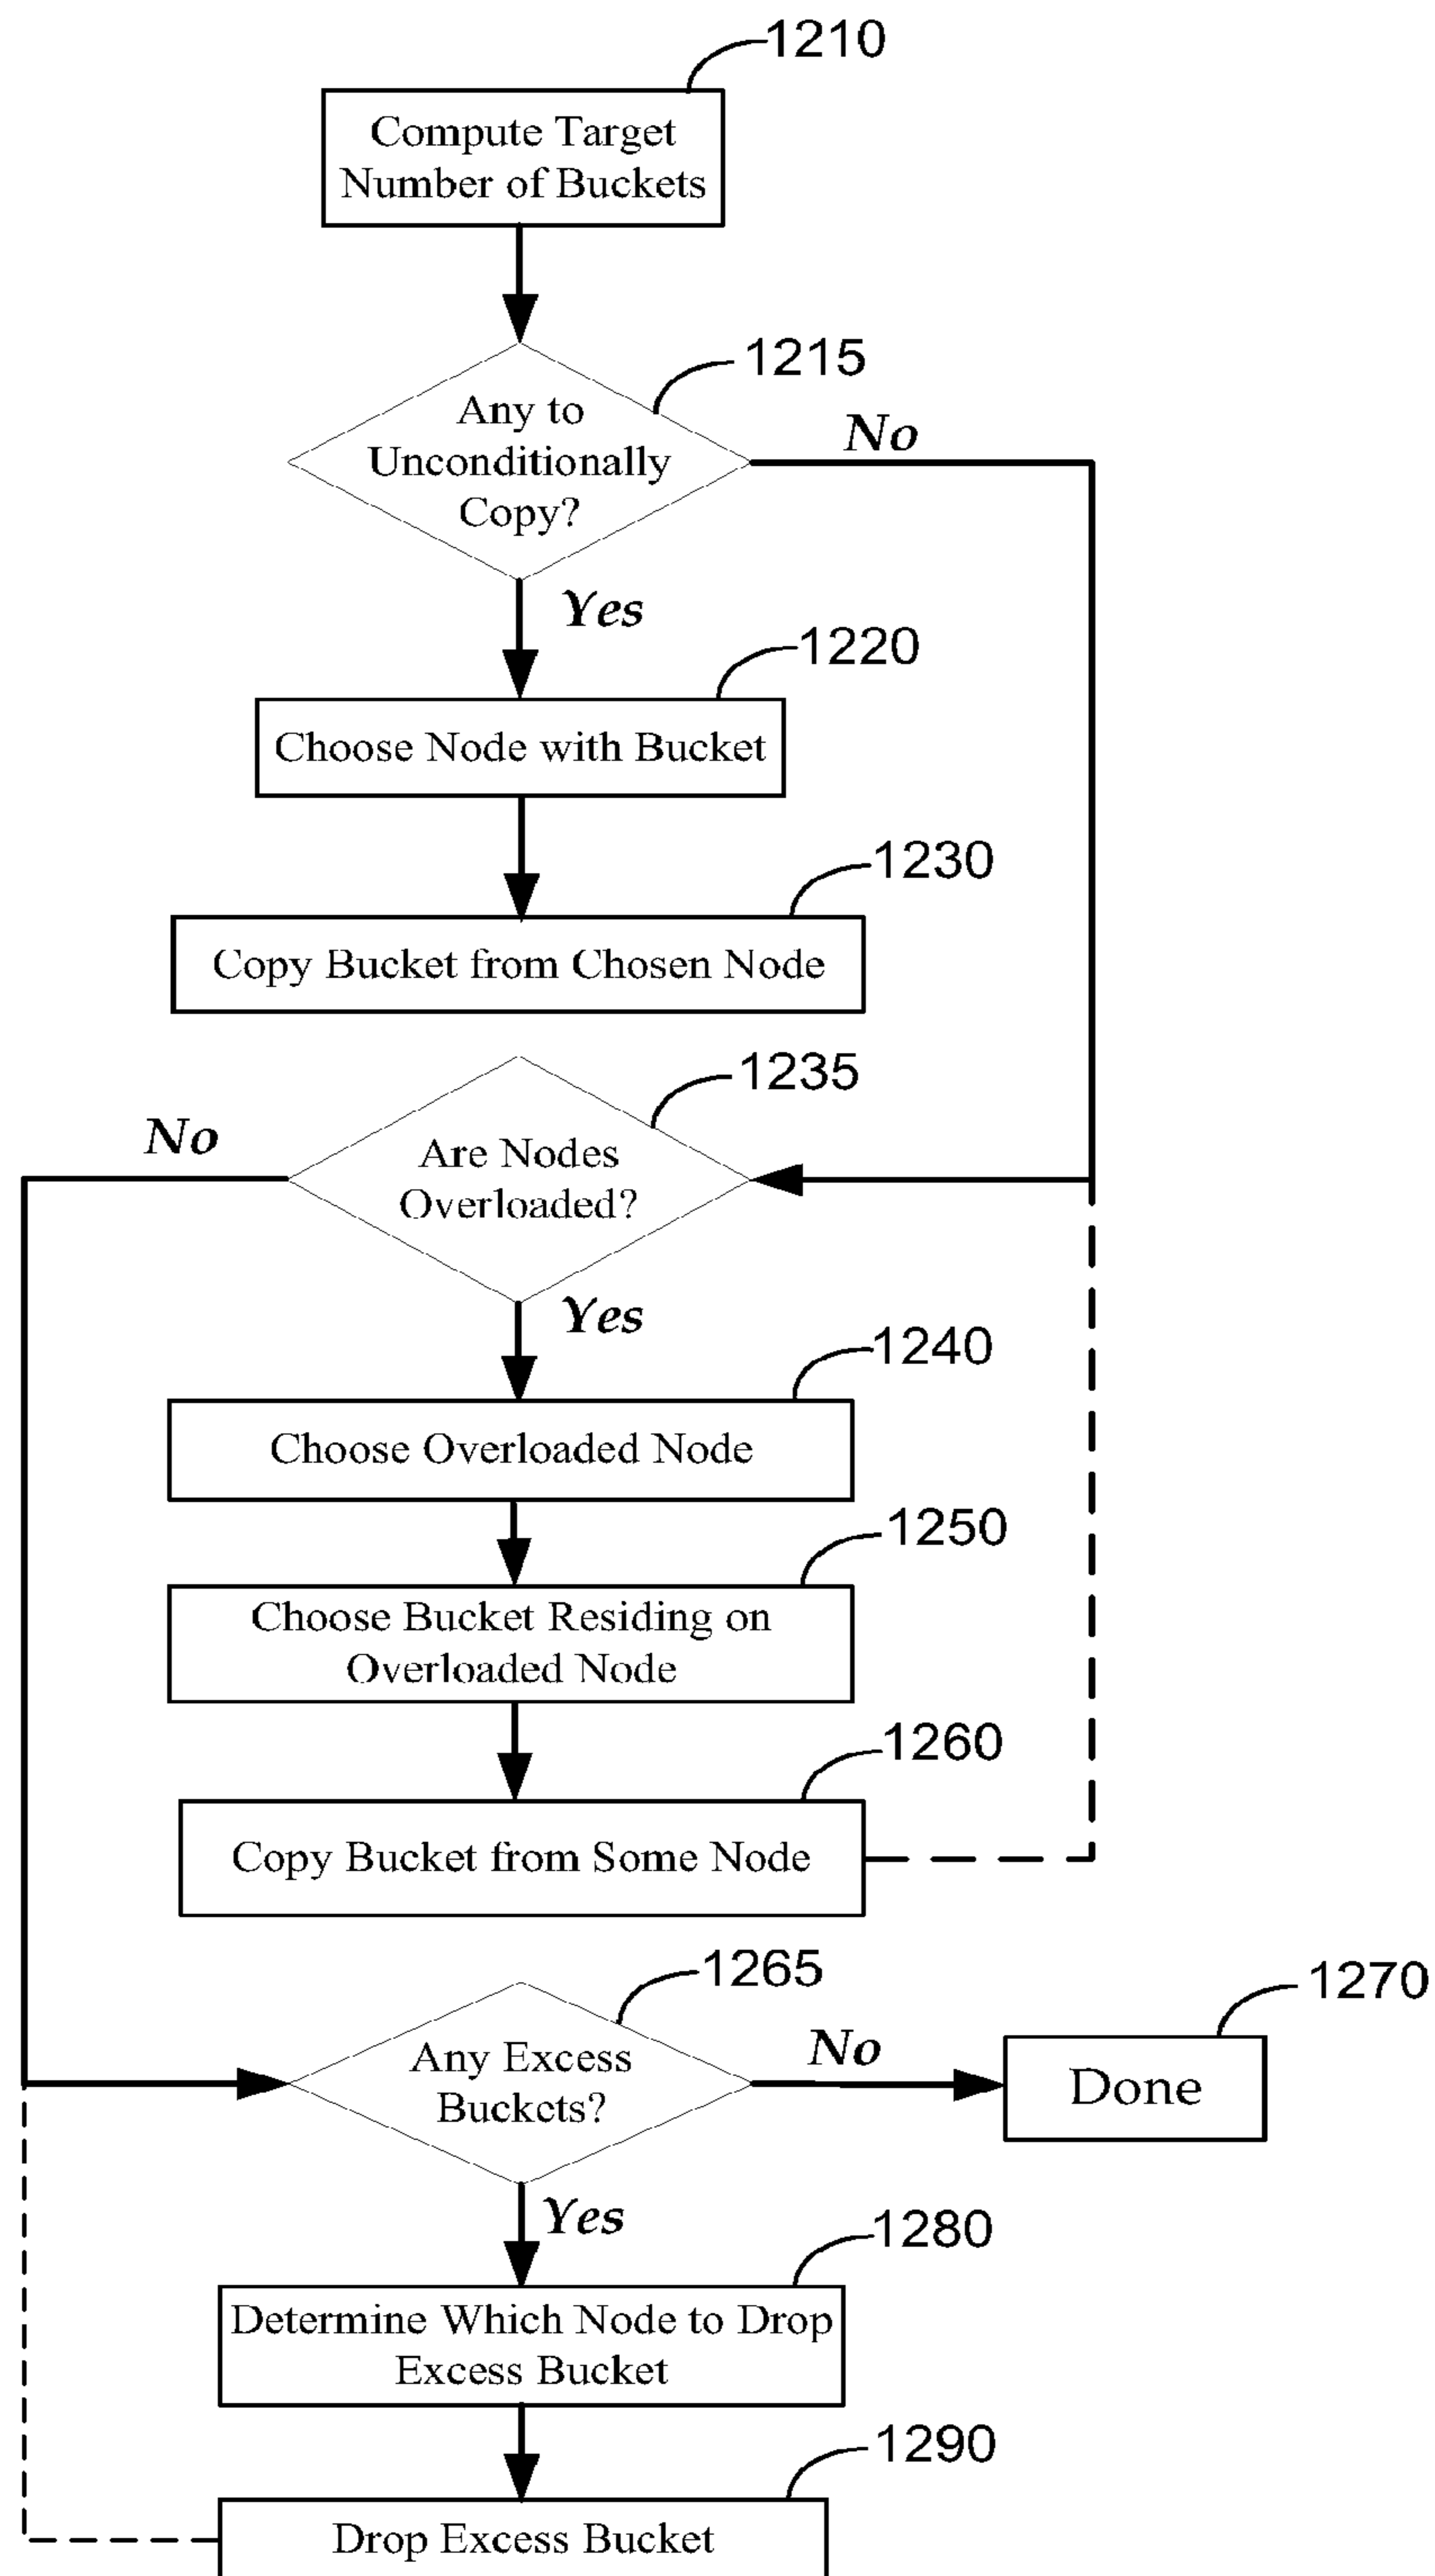 1210
Compute Target
Number of Buckets
1215
Any to
Unconditionally
Copy?
No
Yes
1220
Choose Node with Bucket
1230
Copy Bucket from Chosen Node
1235
No
Are Nodes
Overloaded?
Yes
1240
Choose Overloaded Node
1250
Choose Bucket Residing on
Overloaded Node
1260
Copy Bucket from Some Node
1265
Any Excess
Buckets?
No
1270
Done
Yes
1280
Determine Which Node to Drop
Excess Bucket
1290
Drop Excess Bucket